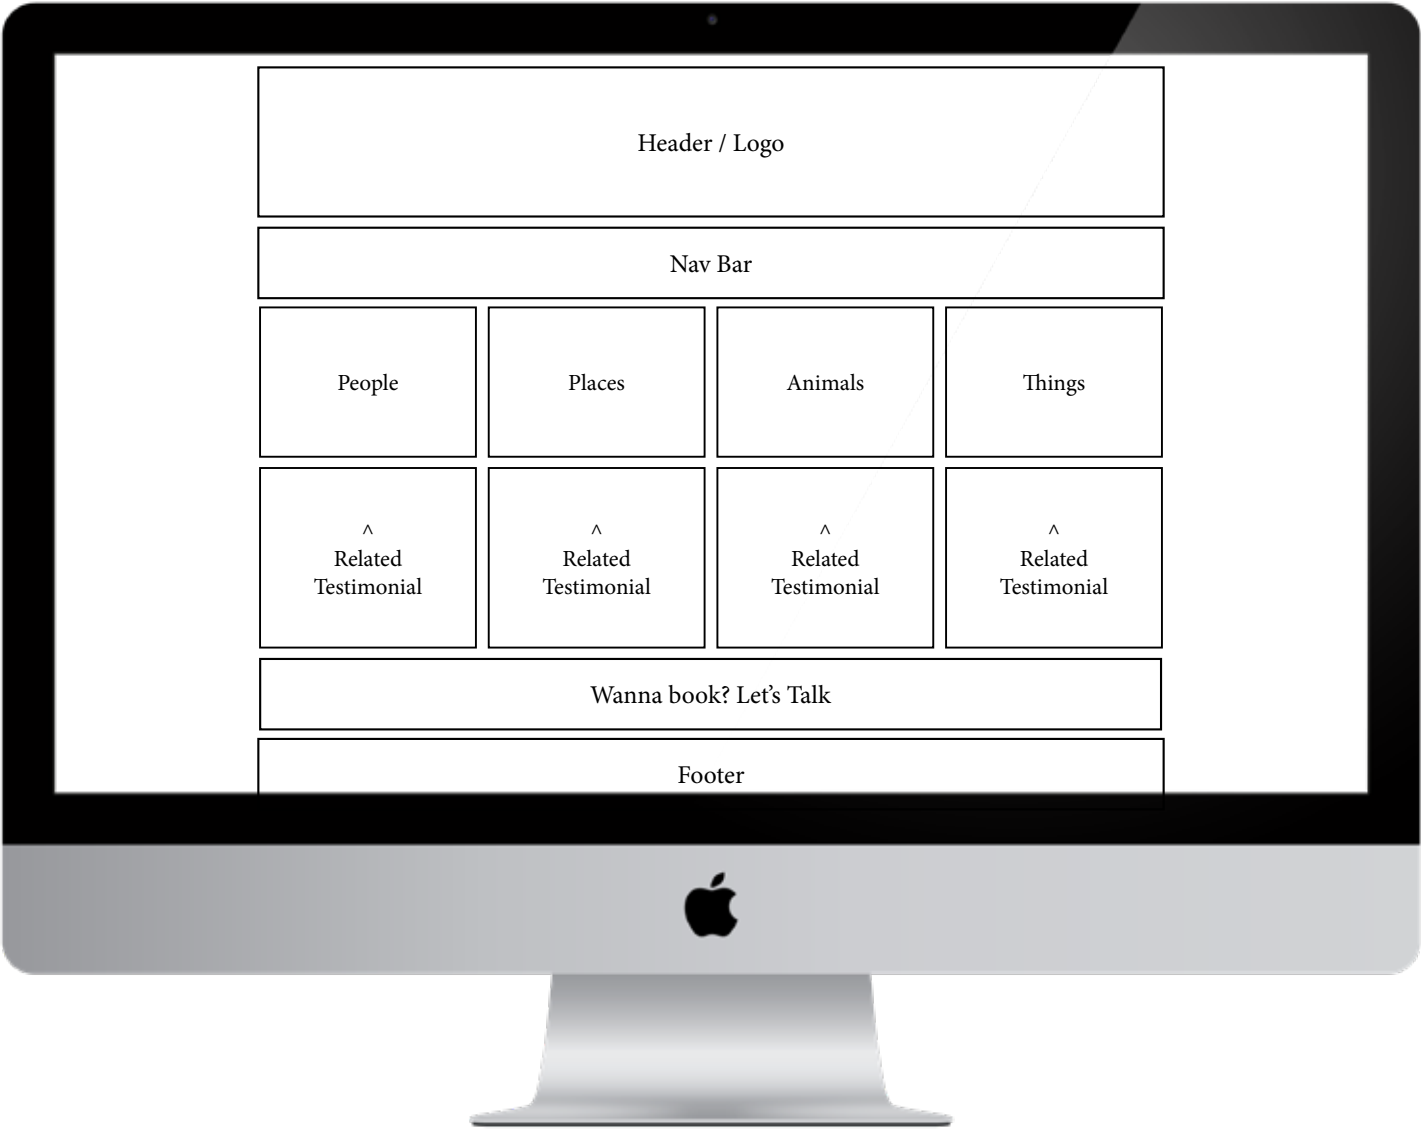 Header / Logo
Nav Bar
People
Places
Animals
Things
^
Related
Testimonial
^
Related
Testimonial
^
Related
Testimonial
^
Related
Testimonial
Wanna book? Let’s Talk
Footer